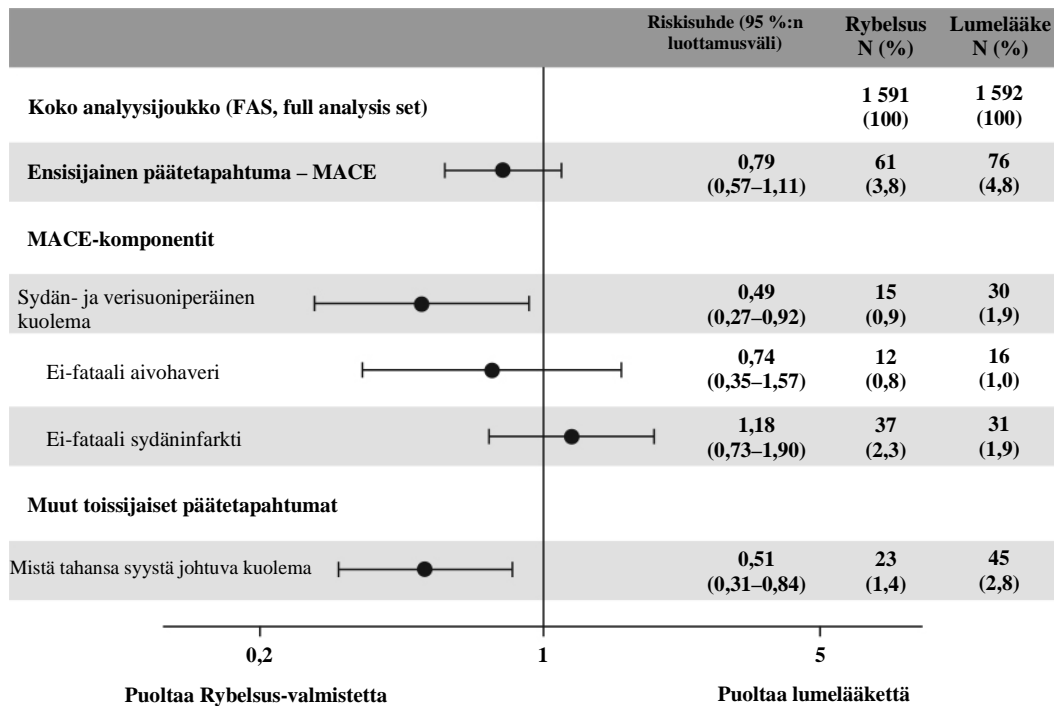 Riskisuhde (95 %:n luottamusväli)
Rybelsus N (%)
Lumelääke N (%)
Koko analyysijoukko (FAS, full analysis set)
1 591 (100)
1 592 (100)
Ensisijainen päätetapahtuma – MACE
0,79 (0,57–1,11)
61 (3,8)
76 (4,8)
MACE-komponentit
Sydän- ja verisuoniperäinen kuolema
0,49 (0,27–0,92)
15 (0,9)
30 (1,9)
Ei-fataali aivohaveri
0,74 (0,35–1,57)
12 (0,8)
16 (1,0)
Ei-fataali sydäninfarkti
1,18 (0,73–1,90)
37 (2,3)
31 (1,9)
Muut toissijaiset päätetapahtumat
Mistä tahansa syystä johtuva kuolema
0,51 (0,31–0,84)
23 (1,4)
45 (2,8)
0,2 1 5
Puoltaa Rybelsus-valmistetta
Puoltaa lumelääkettä